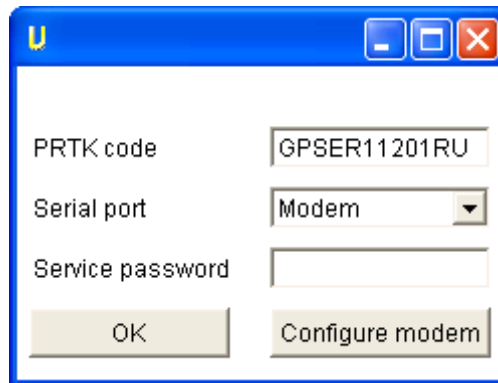 U
PRTK code GPSER11201RU
Serial port Modem
Service password
OK Configure modem